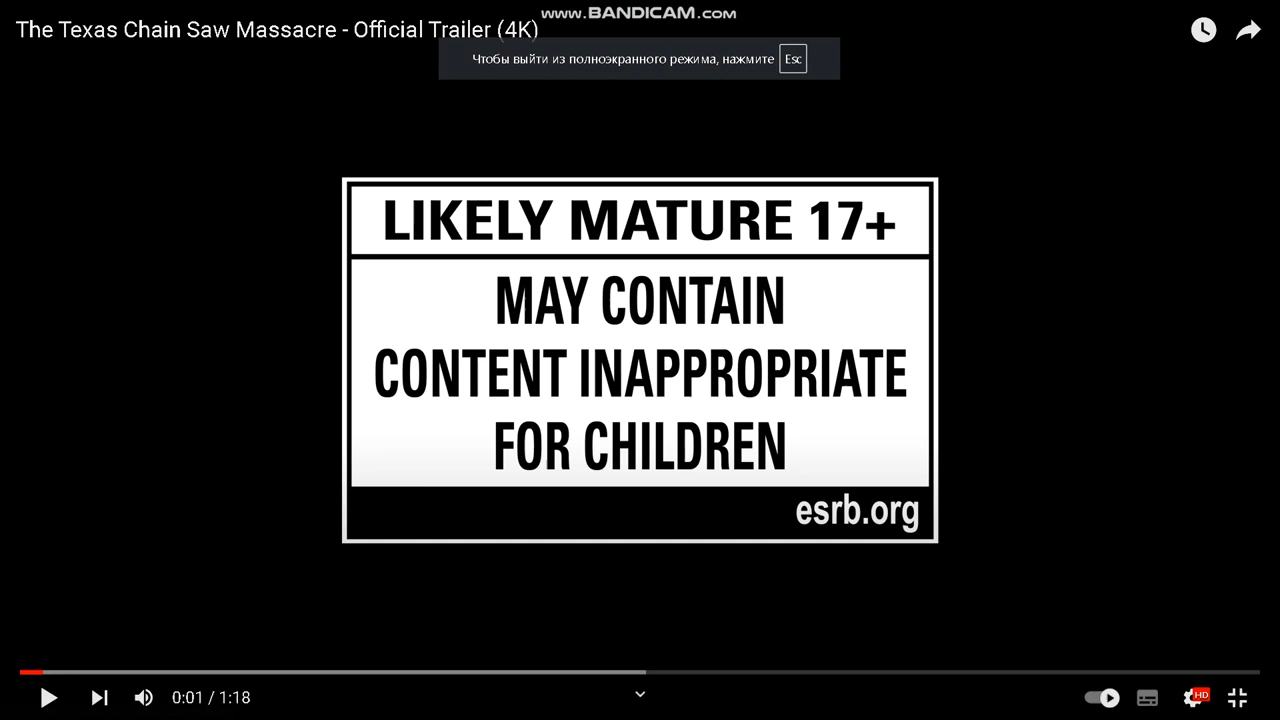 www.BANDICAM.com
The Texas Chain Saw Massacre - Official Trailer (4K)
Чтобы выйти из полноэкранного режима, нажмите Esc
LIKELY MATURE 17+
MAY CONTAIN
CONTENT INAPPROPRIATE
FOR CHILDREN
esrb.org
0:01 / 1:18
HD